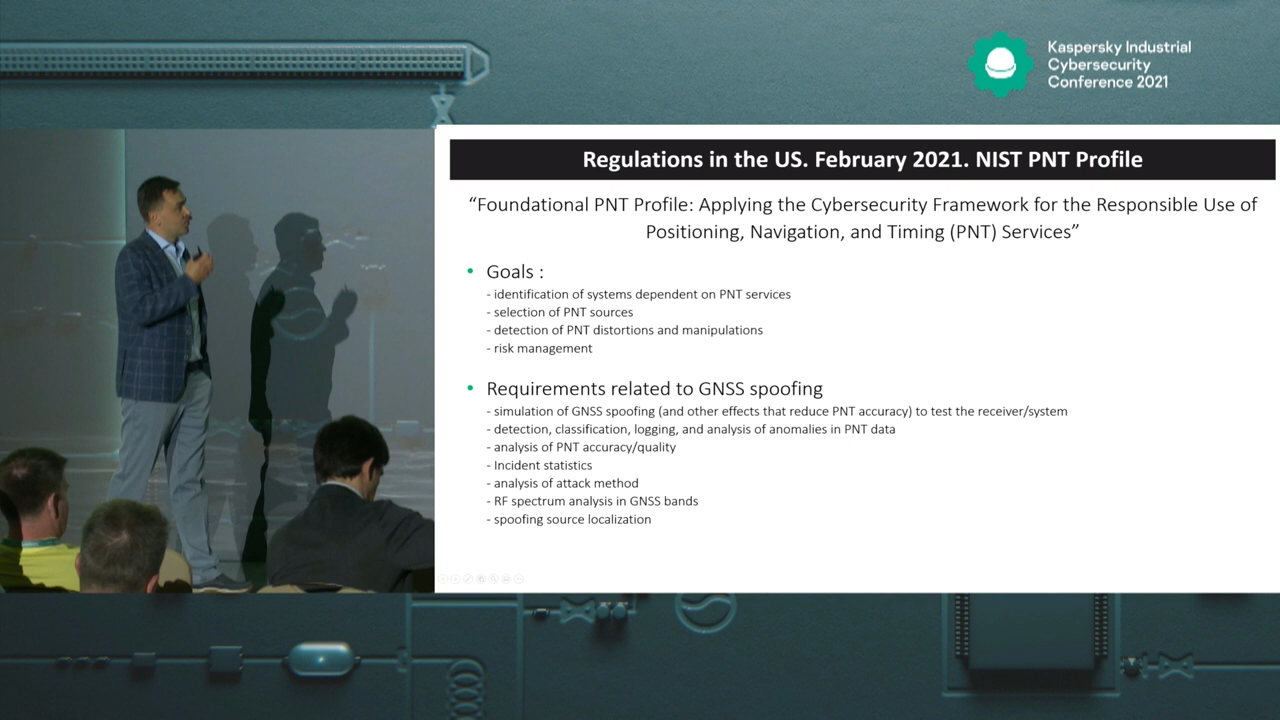 Kaspersky Industrial
Cybersecurity
Conference 2021
Regulations in the US. February 2021. NIST PNT Profile
“Foundational PNT Profile: Applying the Cybersecurity Framework for the Responsible Use of
Positioning, Navigation, and Timing (PNT) Services”
• Goals :
- identification of systems dependent on PNT services
- selection of PNT sources
- detection of PNT distortions and manipulations
- risk management
• Requirements related to GNSS spoofing
- simulation of GNSS spoofing (and other effects that reduce PNT accuracy) to test the receiver/system
- detection, classification, logging, and analysis of anomalies in PNT data
- analysis of PNT accuracy/quality
- Incident statistics
- analysis of attack method
- RF spectrum analysis in GNSS bands
- spoofing source localization